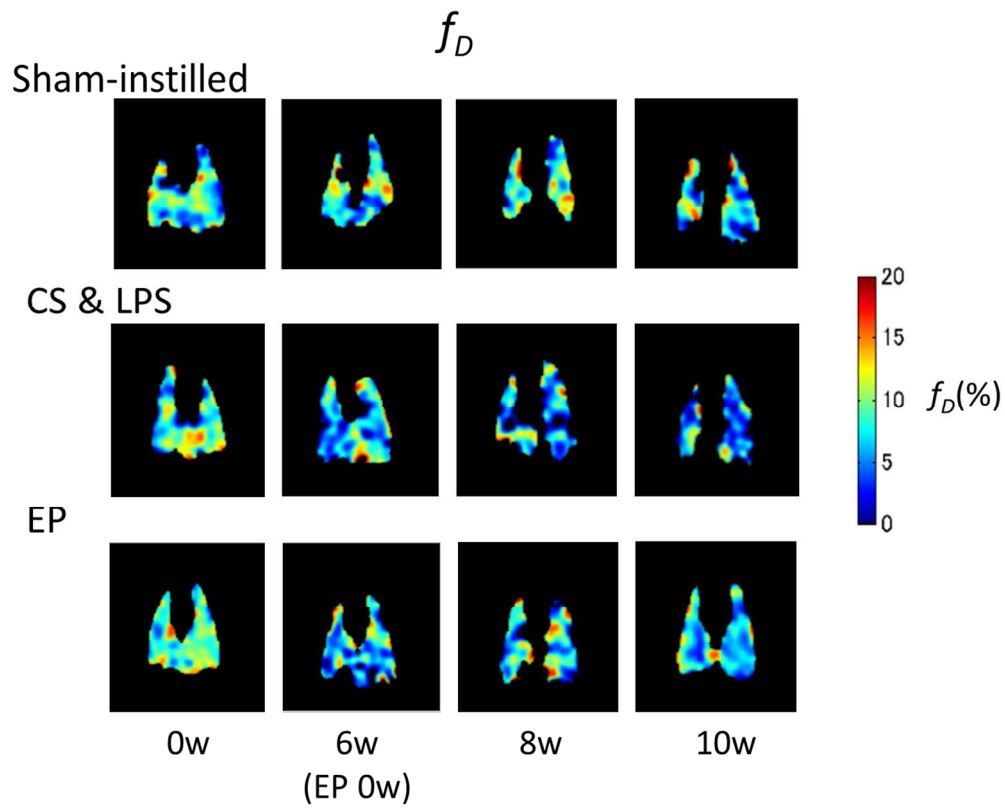 f_D
Sham-instilled
CS & LPS
EP
20
15
10
5
0
f_D(%)
0w
6w
8w
10w
(EP 0w)